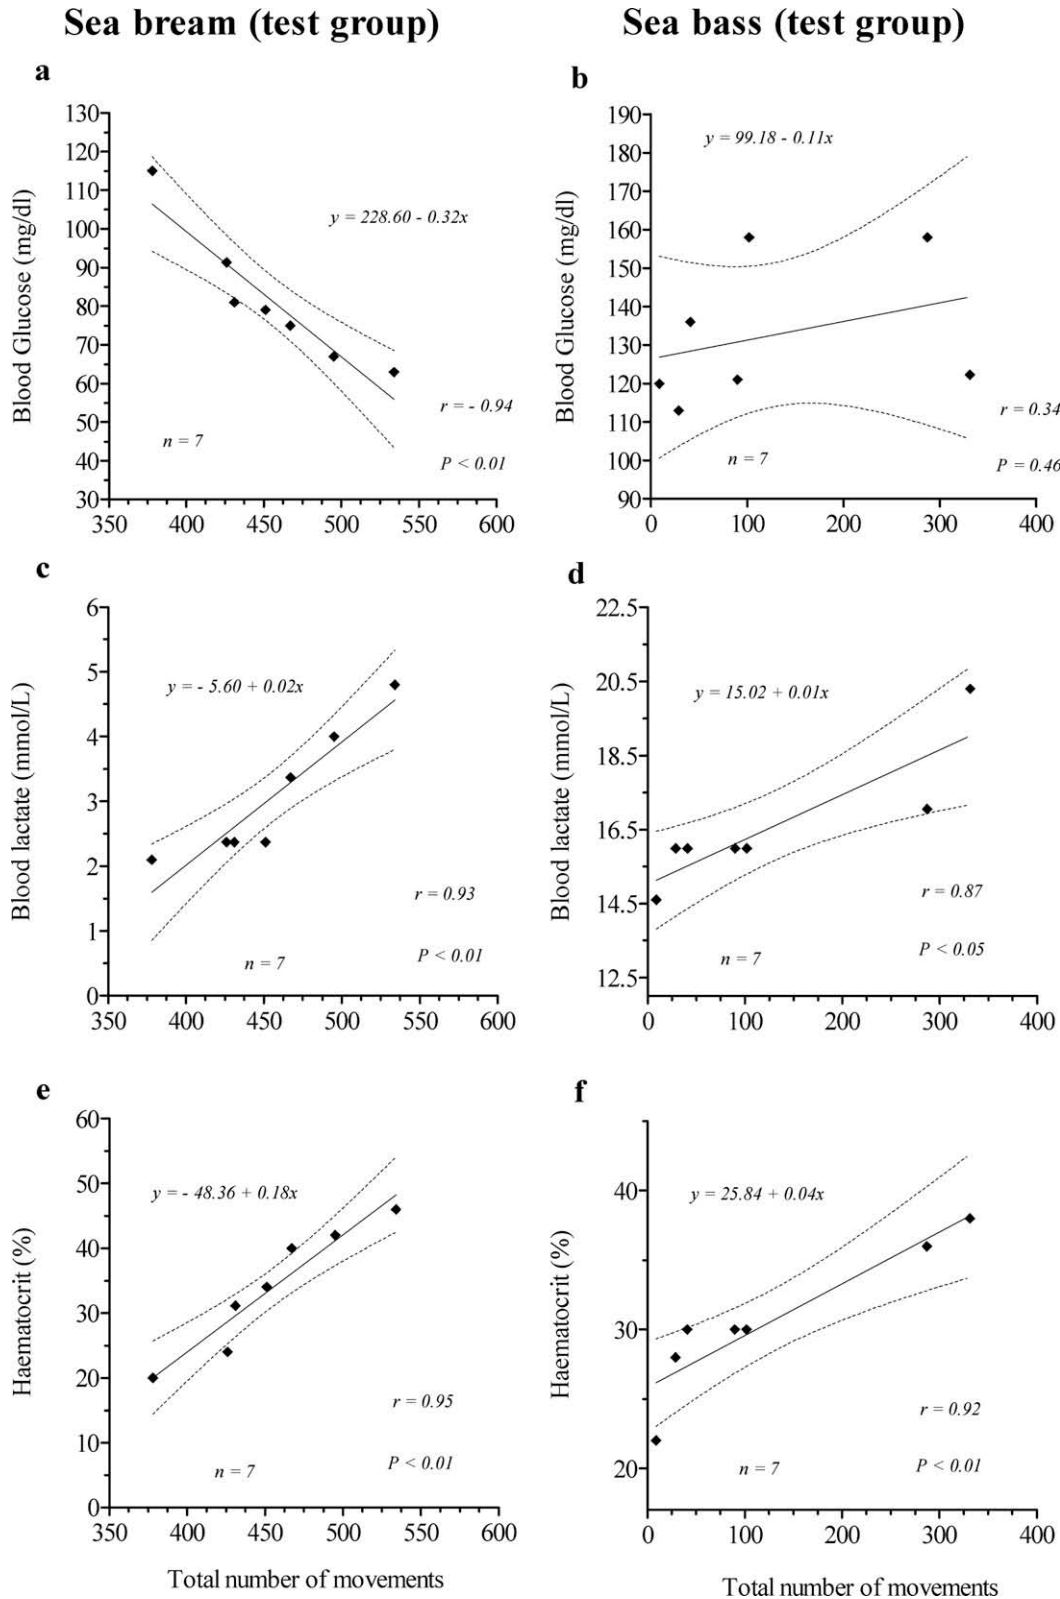 Sea bream (test group)
Sea bass (test group)
a
130
120
110
100
90
80
70
60
50
40
30
Blood Glucose (mg/dl)
y = 228.60 - 0.32x
r = - 0.94
n = 7
P < 0.01
350 400 450 500 550 600
b
190
180
170
160
150
140
130
120
110
100
90
Blood Glucose (mg/dl)
y = 99.18 - 0.11x
r = 0.34
n = 7
P = 0.46
0 100 200 300 400
c
6
5
4
3
2
1
0
Blood lactate (mmol/L)
y = - 5.60 + 0.02x
r = 0.93
P < 0.01
n = 7
350 400 450 500 550 600
d
22.5
20.5
18.5
16.5
14.5
12.5
Blood lactate (mmol/L)
y = 15.02 + 0.01x
r = 0.87
P < 0.05
n = 7
0 100 200 300 400
e
60
50
40
30
20
10
0
Haematocrit (%)
y = - 48.36 + 0.18x
r = 0.95
P < 0.01
n = 7
350 400 450 500 550 600
Total number of movements
f
40
30
20
Haematocrit (%)
y = 25.84 + 0.04x
r = 0.92
P < 0.01
n = 7
0 100 200 300 400
Total number of movements